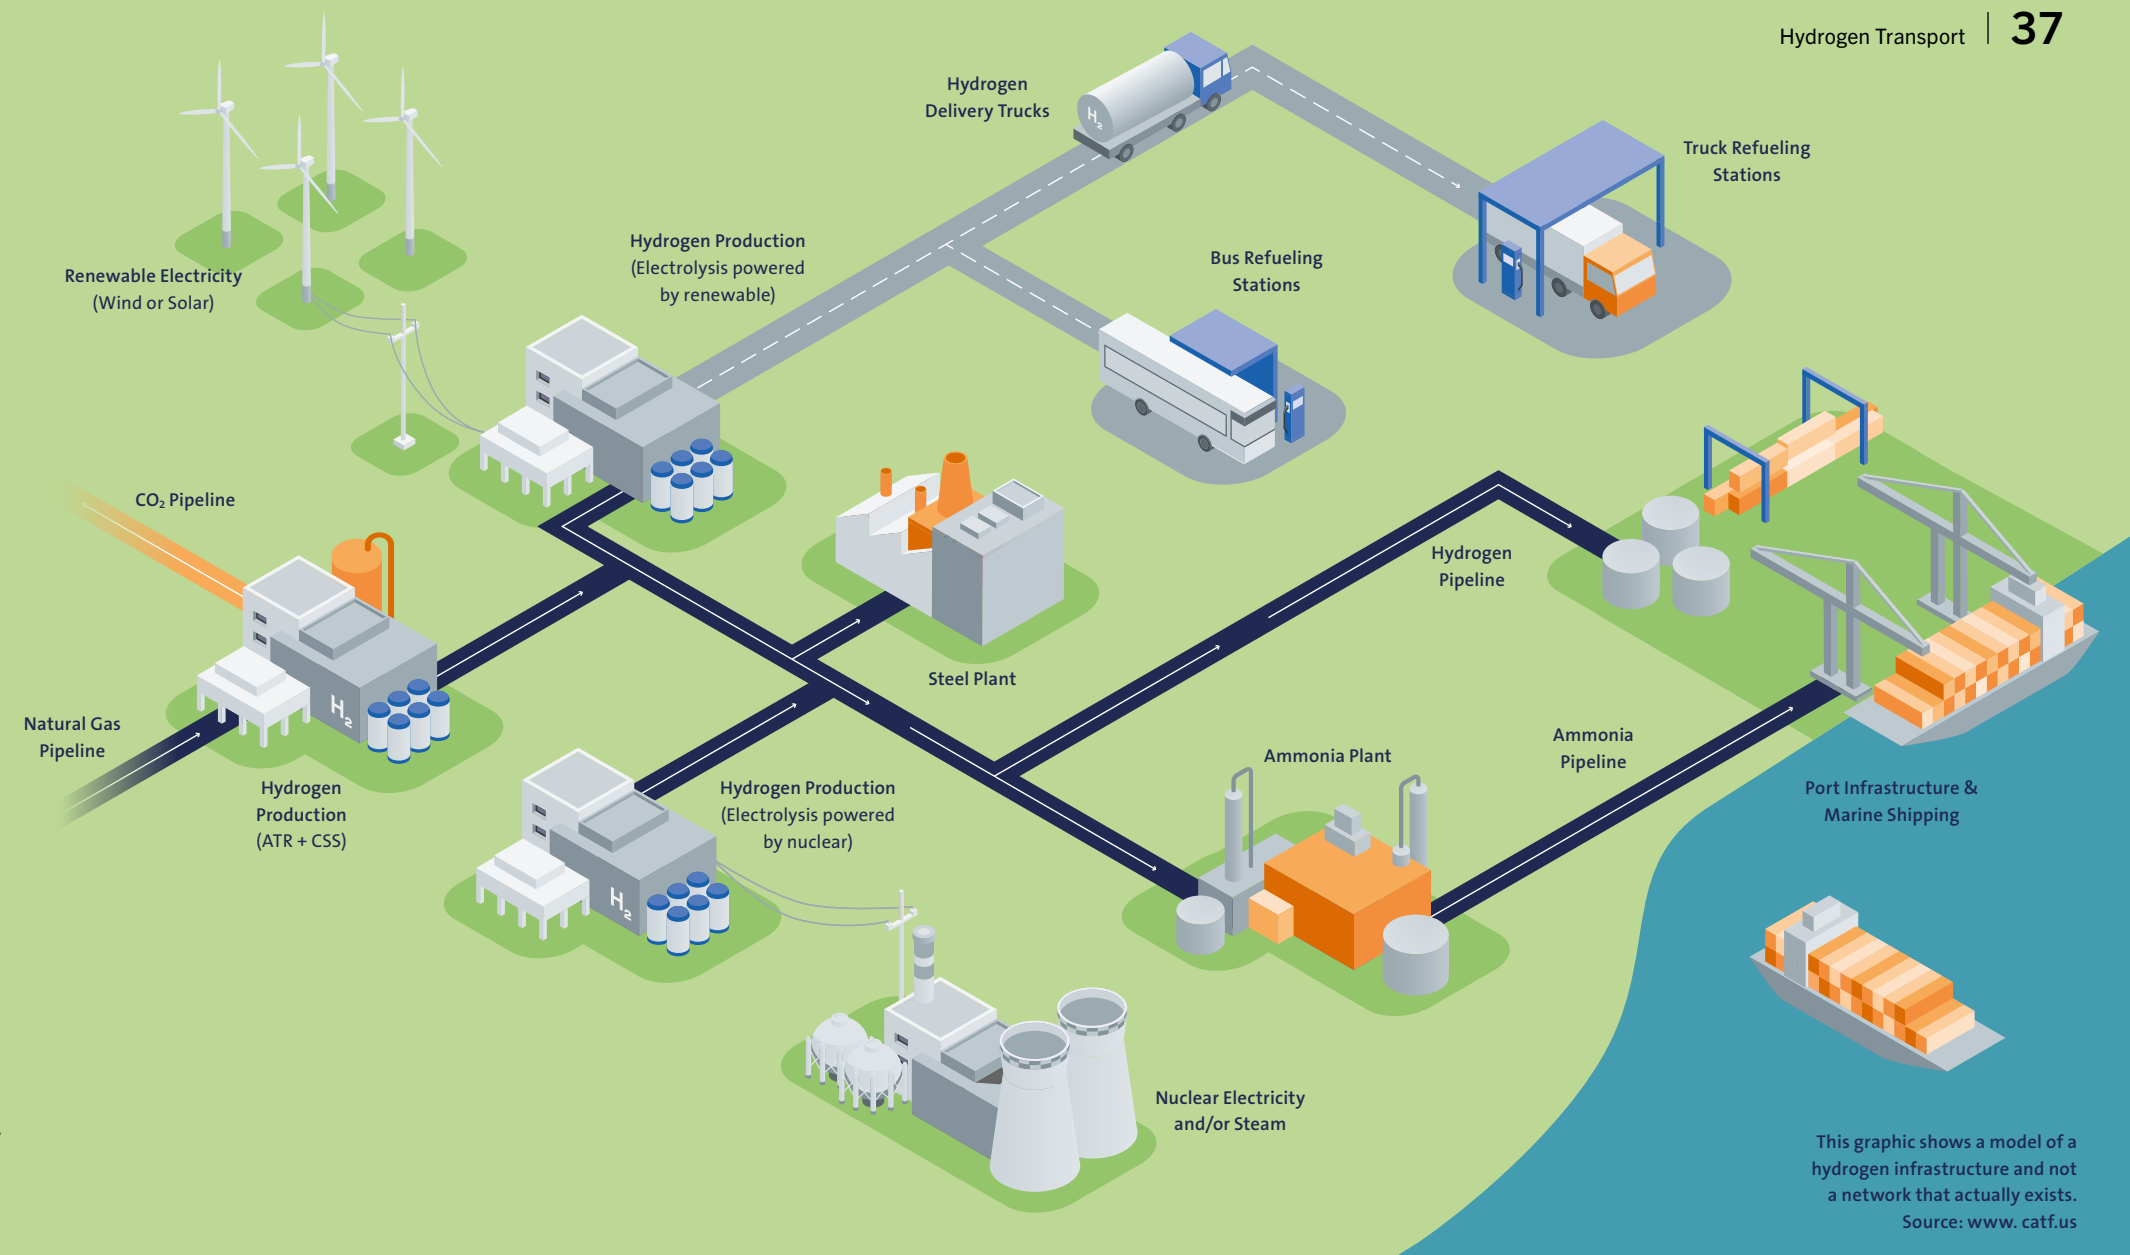 Hydrogen Transport | 37
Hydrogen
Delivery Trucks
H₂
Truck Refueling
Stations
Renewable Electricity
(Wind or Solar)
Hydrogen Production
(Electrolysis powered
by renewable)
Bus Refueling
Stations
CO₂ Pipeline
Hydrogen
Pipeline
Steel Plant
H₂
Natural Gas
Pipeline
Hydrogen
Production
(ATR + CSS)
Hydrogen Production
(Electrolysis powered
by nuclear)
H₂
Ammonia Plant
Ammonia
Pipeline
Port Infrastructure &
Marine Shipping
Nuclear Electricity
and/or Steam
This graphic shows a model of a
hydrogen infrastructure and not
a network that actually exists.
Source: www. catf.us